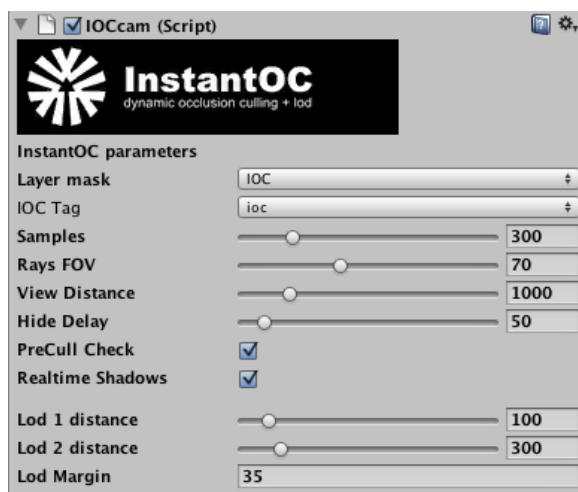 IOCcam (Script)
InstantOC
dynamic occlusion culling + lod
InstantOC parameters
Layer mask IOC
IOC Tag ioc
Samples 300
Rays FOV 70
View Distance 1000
Hide Delay 50
PreCull Check
Realtime Shadows
Lod 1 distance 100
Lod 2 distance 300
Lod Margin 35